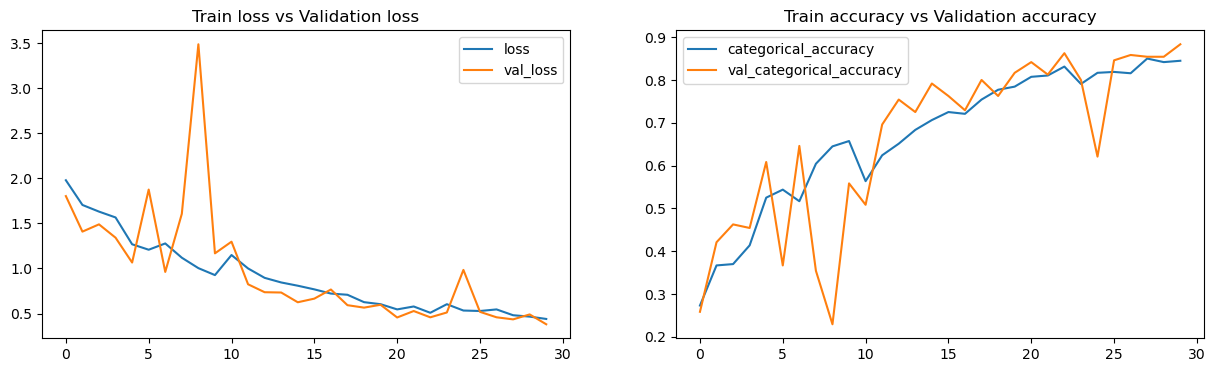 Train loss vs Validation loss
3.5
3.0
2.5
2.0
1.5
1.0
0.5
0 5 10 15 20 25 30
loss
val_loss
Train accuracy vs Validation accuracy
0.9
0.8
0.7
0.6
0.5
0.4
0.3
0.2
0 5 10 15 20 25 30
categorical_accuracy
val_categorical_accuracy